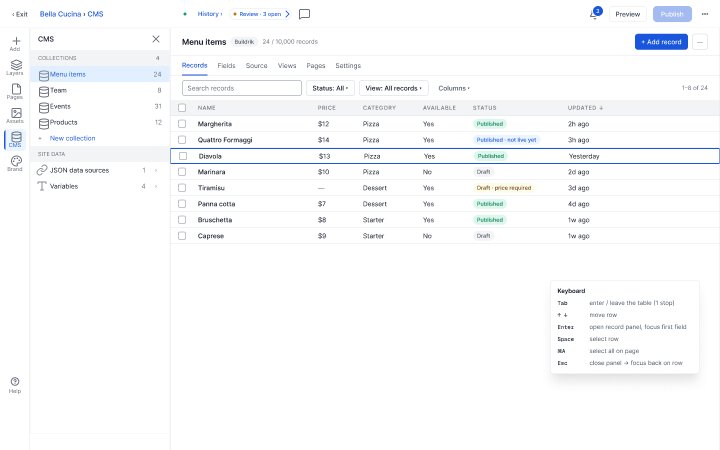 ‹ Exit
Bella Cucina › CMS
History ›
Review · 3 open
3
Preview
Publish
Add
Layers
Pages
Assets
CMS
Brand
Help
CMS
COLLECTIONS 4
Menu items 24
Team 8
Events 31
Products 12
+ New collection
SITE DATA
JSON data sources 1
Variables 4
Menu items Buildrik 24 / 10,000 records
+ Add record
Records Fields Source Views Pages Settings
Search records
Status: All
View: All records
Columns
1–8 of 24
NAME PRICE CATEGORY AVAILABLE STATUS UPDATED ↓
Margherita $12 Pizza Yes Published 2h ago
Quattro Formaggi $14 Pizza Yes Published · not live yet 3h ago
Diavola $13 Pizza Yes Published Yesterday
Marinara $10 Pizza No Draft 2d ago
Tiramisu — Dessert Yes Draft · price required 3d ago
Panna cotta $7 Dessert Yes Published 4d ago
Bruschetta $8 Starter Yes Published 1w ago
Caprese $9 Starter No Draft 1w ago
Keyboard
Tab enter / leave the table (1 stop)
↑ ↓ move row
Enter open record panel, focus first field
Space select row
⌘A select all on page
Esc close panel → focus back on row